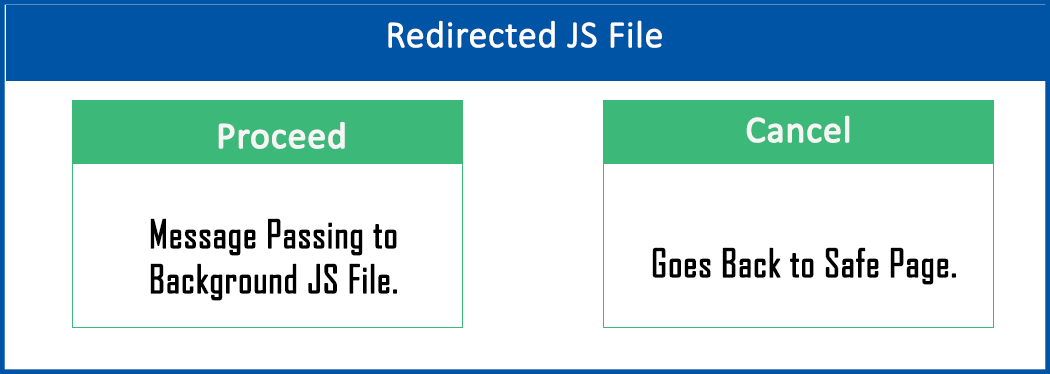 Redirected JS File
Proceed
Message Passing to
Background JS File.
Cancel
Goes Back to Safe Page.